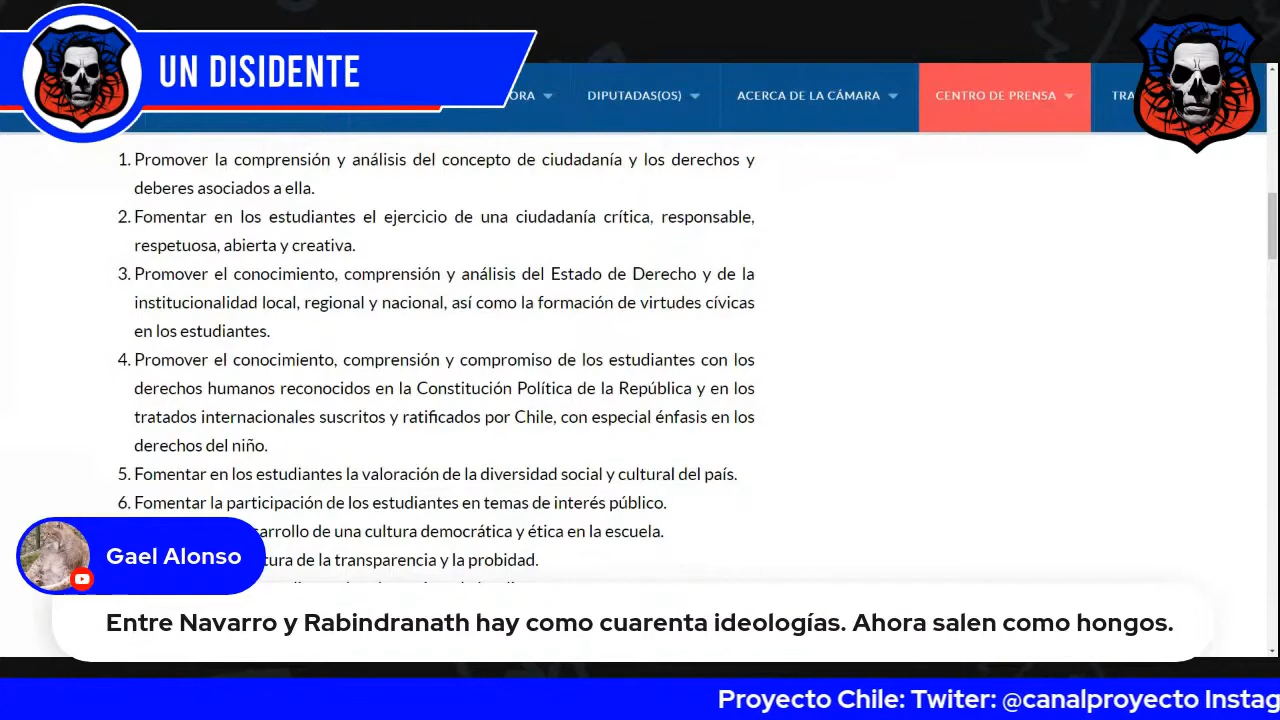 UN DISIDENTE
ORA
DIPUTADAS(OS)
ACERCA DE LA CÁMARA
CENTRO DE PRENSA
TRA
1. Promover la comprensión y análisis del concepto de ciudadanía y los derechos y
deberes asociados a ella.
2. Fomentar en los estudiantes el ejercicio de una ciudadanía crítica, responsable,
respetuosa, abierta y creativa.
3. Promover el conocimiento, comprensión y análisis del Estado de Derecho y de la
institucionalidad local, regional y nacional, así como la formación de virtudes cívicas
en los estudiantes.
4. Promover el conocimiento, comprensión y compromiso de los estudiantes con los
derechos humanos reconocidos en la Constitución Política de la República y en los
tratados internacionales suscritos y ratificados por Chile, con especial énfasis en los
derechos del niño.
5. Fomentar en los estudiantes la valoración de la diversidad social y cultural del país.
6. Fomentar la participación de los estudiantes en temas de interés público.
sarrollo de una cultura democrática y ética en la escuela.
tura de la transparencia y la probidad.
Gael Alonso
Entre Navarro y Rabindranath hay como cuarenta ideologías. Ahora salen como hongos.
Proyecto Chile: Twiter: @canalproyecto Instag